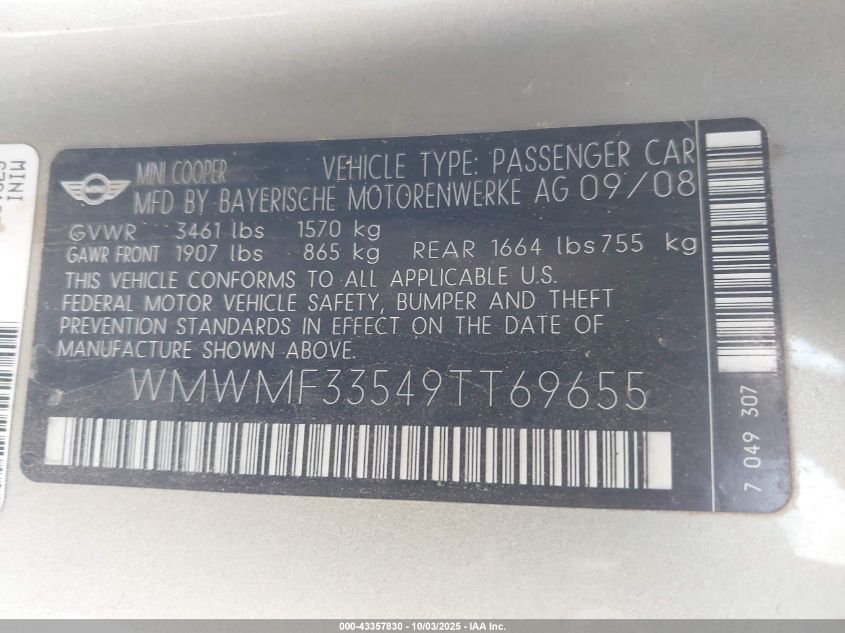 MINI
MINI COOPER VEHICLE TYPE: PASSENGER CAR
MFD BY BAYERISCHE MOTORENWERKE AG 09/08
GVWR 3461 lbs 1570 kg
GAWR FRONT 1907 lbs 865 kg REAR 1664 lbs 755 kg
THIS VEHICLE CONFORMS TO ALL APPLICABLE U.S.
FEDERAL MOTOR VEHICLE SAFETY, BUMPER AND THEFT
PREVENTION STANDARDS IN EFFECT ON THE DATE OF
MANUFACTURE SHOWN ABOVE.
WMWMF33549TT69655
7 049 307
MINI
000-43357830 - 10/03/2025 - IAA Inc.